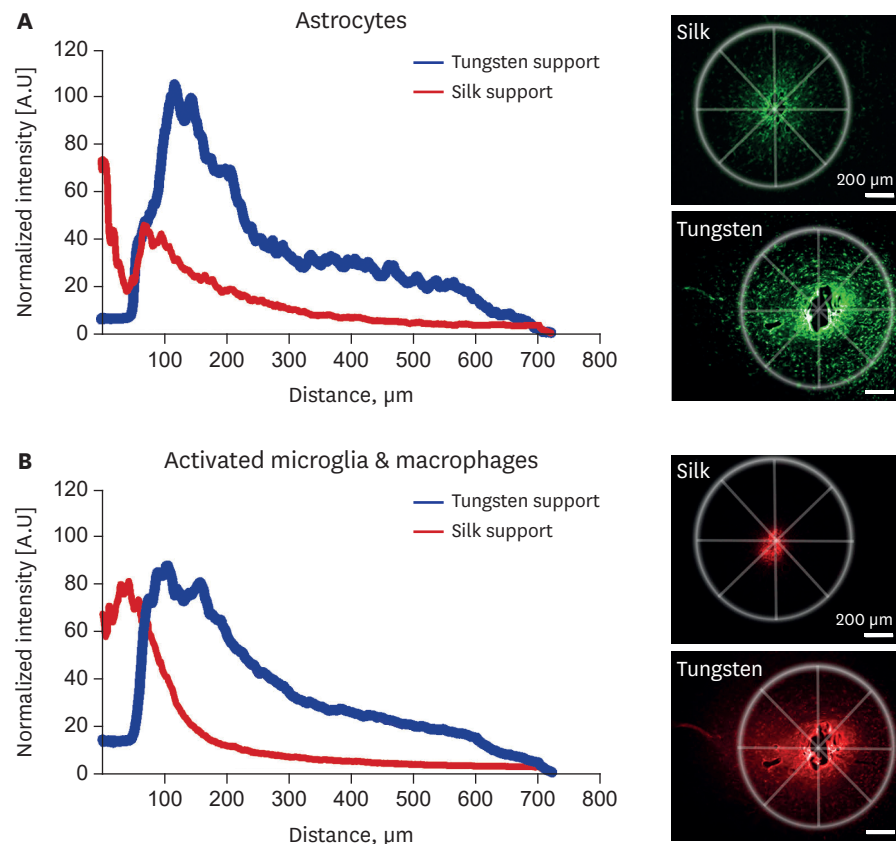 A
Astrocytes
Normalized intensity [A.U]
120
100
80
60
40
20
0
100 200 300 400 500 600 700 800
Distance, µm
Tungsten support
Silk support
Silk
200 µm
Tungsten
B
Activated microglia & macrophages
Normalized intensity [A.U]
120
100
80
60
40
20
0
100 200 300 400 500 600 700 800
Distance, µm
Tungsten support
Silk support
Silk
200 µm
Tungsten